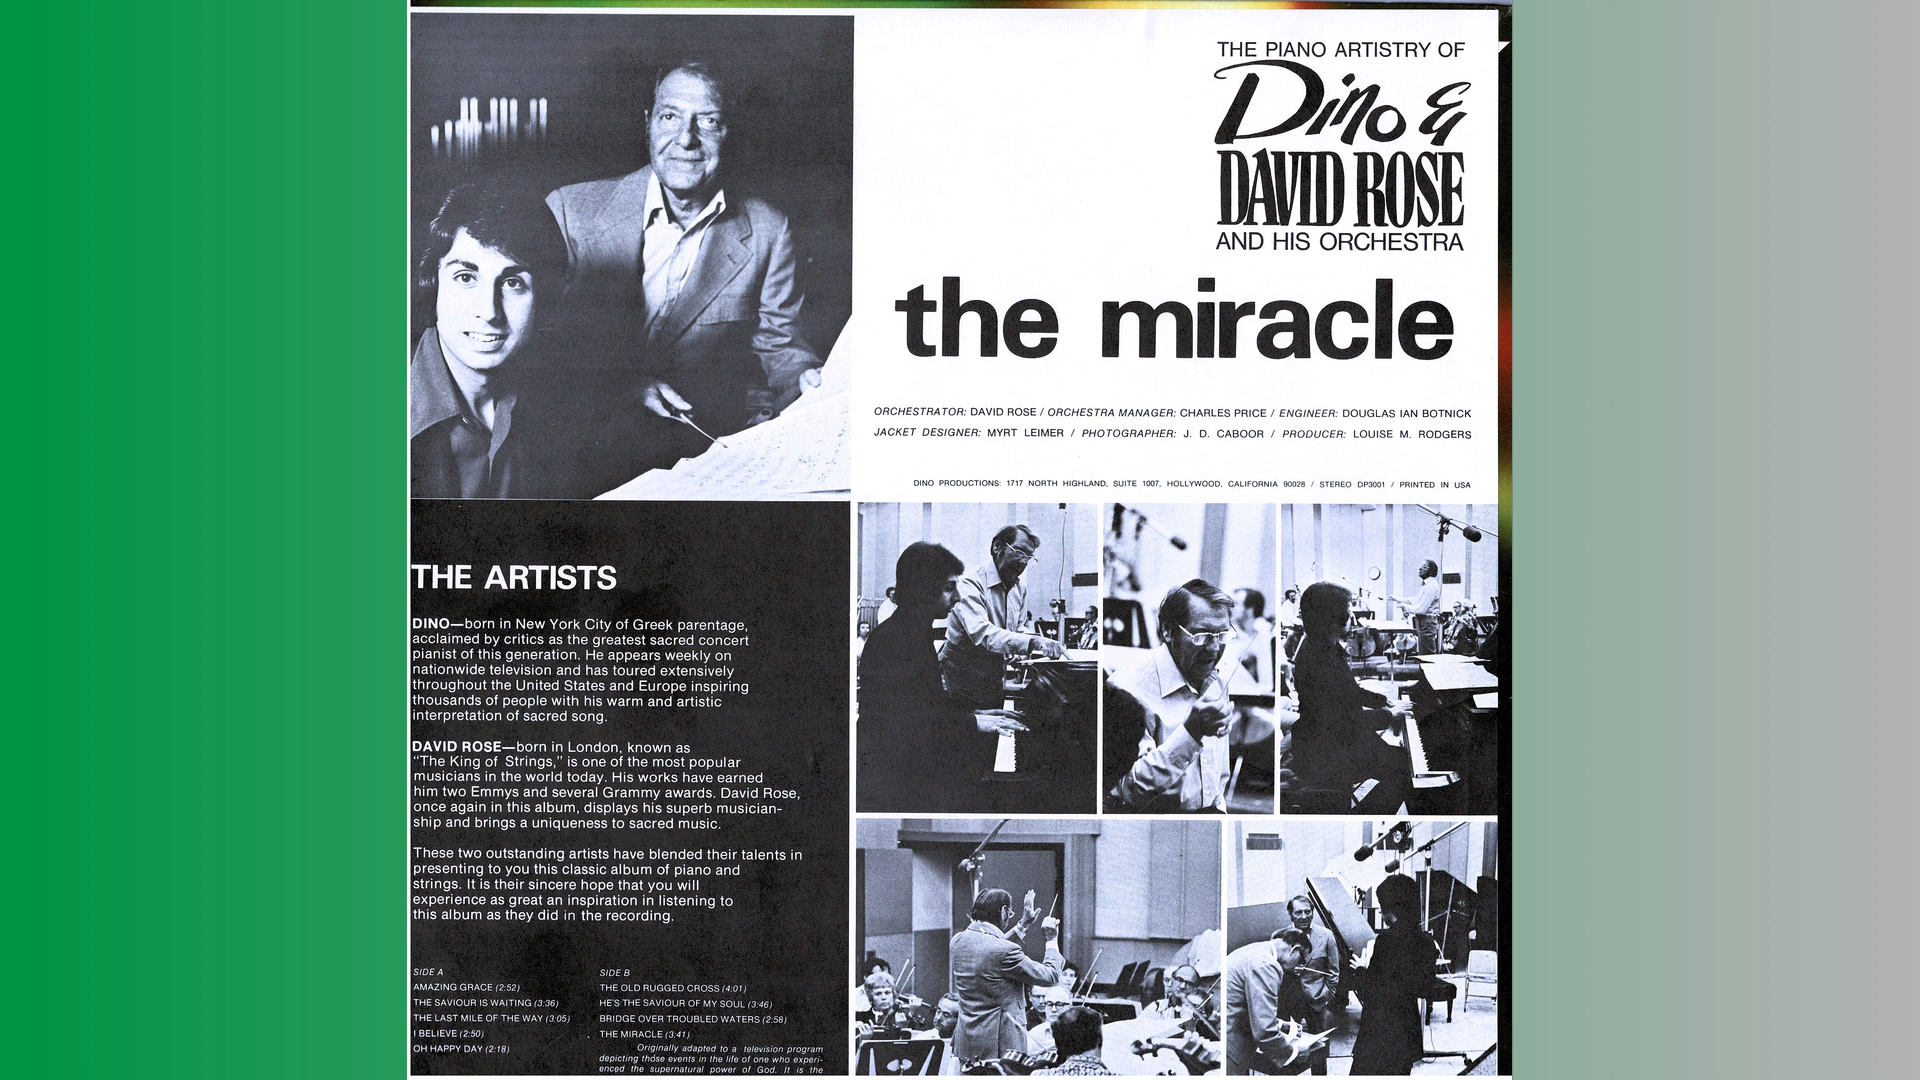 THE PIANO ARTISTRY OF
Dino &
DAVID ROSE
AND HIS ORCHESTRA
the miracle
ORCHESTRATOR: DAVID ROSE / ORCHESTRA MANAGER: CHARLES PRICE / ENGINEER: DOUGLAS IAN BOTNICK
JACKET DESIGNER: MYRT LEIMER / PHOTOGRAPHER: J. D. CABOOR / PRODUCER: LOUISE M. RODGERS
DINO PRODUCTIONS: 1717 NORTH HIGHLAND, SUITE 1007, HOLLYWOOD, CALIFORNIA 90028 / STEREO DP3001 / PRINTED IN USA
THE ARTISTS
DINO—born in New York City of Greek parentage,
acclaimed by critics as the greatest sacred concert
pianist of this generation. He appears weekly on
nationwide television and has toured extensively
throughout the United States and Europe inspiring
thousands of people with his warm and artistic
interpretation of sacred song.
DAVID ROSE—born in London, known as
“The King of Strings,” is one of the most popular
musicians in the world today. His works have earned
him two Emmys and several Grammy awards. David Rose,
once again in this album, displays his superb musician-
ship and brings a uniqueness to sacred music.
These two outstanding artists have blended their talents in
presenting to you this classic album of piano and
strings. It is their sincere hope that you will
experience as great an inspiration in listening to
this album as they did in the recording.
SIDE A
AMAZING GRACE (2:52)
THE SAVIOUR IS WAITING (3:36)
THE LAST MILE OF THE WAY (3:05)
I BELIEVE (2:50)
OH HAPPY DAY (2:18)
SIDE B
THE OLD RUGGED CROSS (4:01)
HE'S THE SAVIOUR OF MY SOUL (3:46)
BRIDGE OVER TROUBLED WATERS (2:58)
THE MIRACLE (3:41)
Originally adapted to a television program
depicting those events in the life of one who experi-
enced the supernatural power of God. It is the